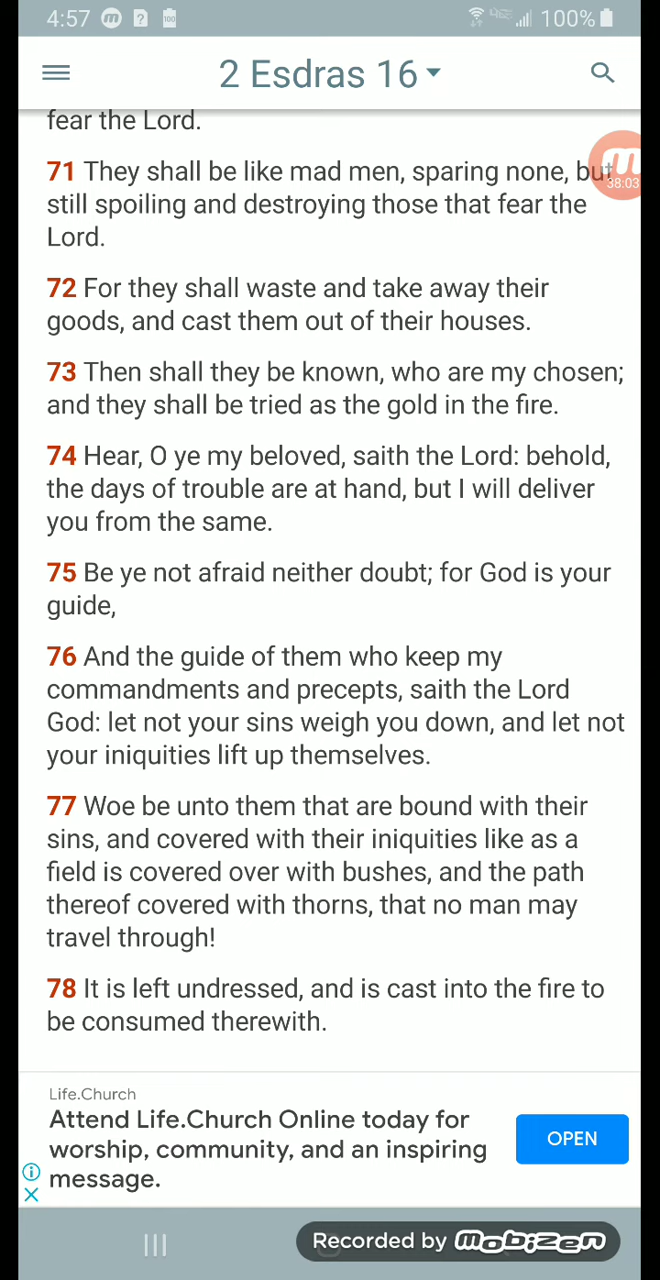 4:57 m ? 100 4G 100%
2 Esdras 16
fear the Lord.
71 They shall be like mad men, sparing none, but
38:03
still spoiling and destroying those that fear the
Lord.
72 For they shall waste and take away their
goods, and cast them out of their houses.
73 Then shall they be known, who are my chosen;
and they shall be tried as the gold in the fire.
74 Hear, O ye my beloved, saith the Lord: behold,
the days of trouble are at hand, but I will deliver
you from the same.
75 Be ye not afraid neither doubt; for God is your
guide,
76 And the guide of them who keep my
commandments and precepts, saith the Lord
God: let not your sins weigh you down, and let not
your iniquities lift up themselves.
77 Woe be unto them that are bound with their
sins, and covered with their iniquities like as a
field is covered over with bushes, and the path
thereof covered with thorns, that no man may
travel through!
78 It is left undressed, and is cast into the fire to
be consumed therewith.
Life.Church
Attend Life.Church Online today for
worship, community, and an inspiring
message.
OPEN
Recorded by mobizen